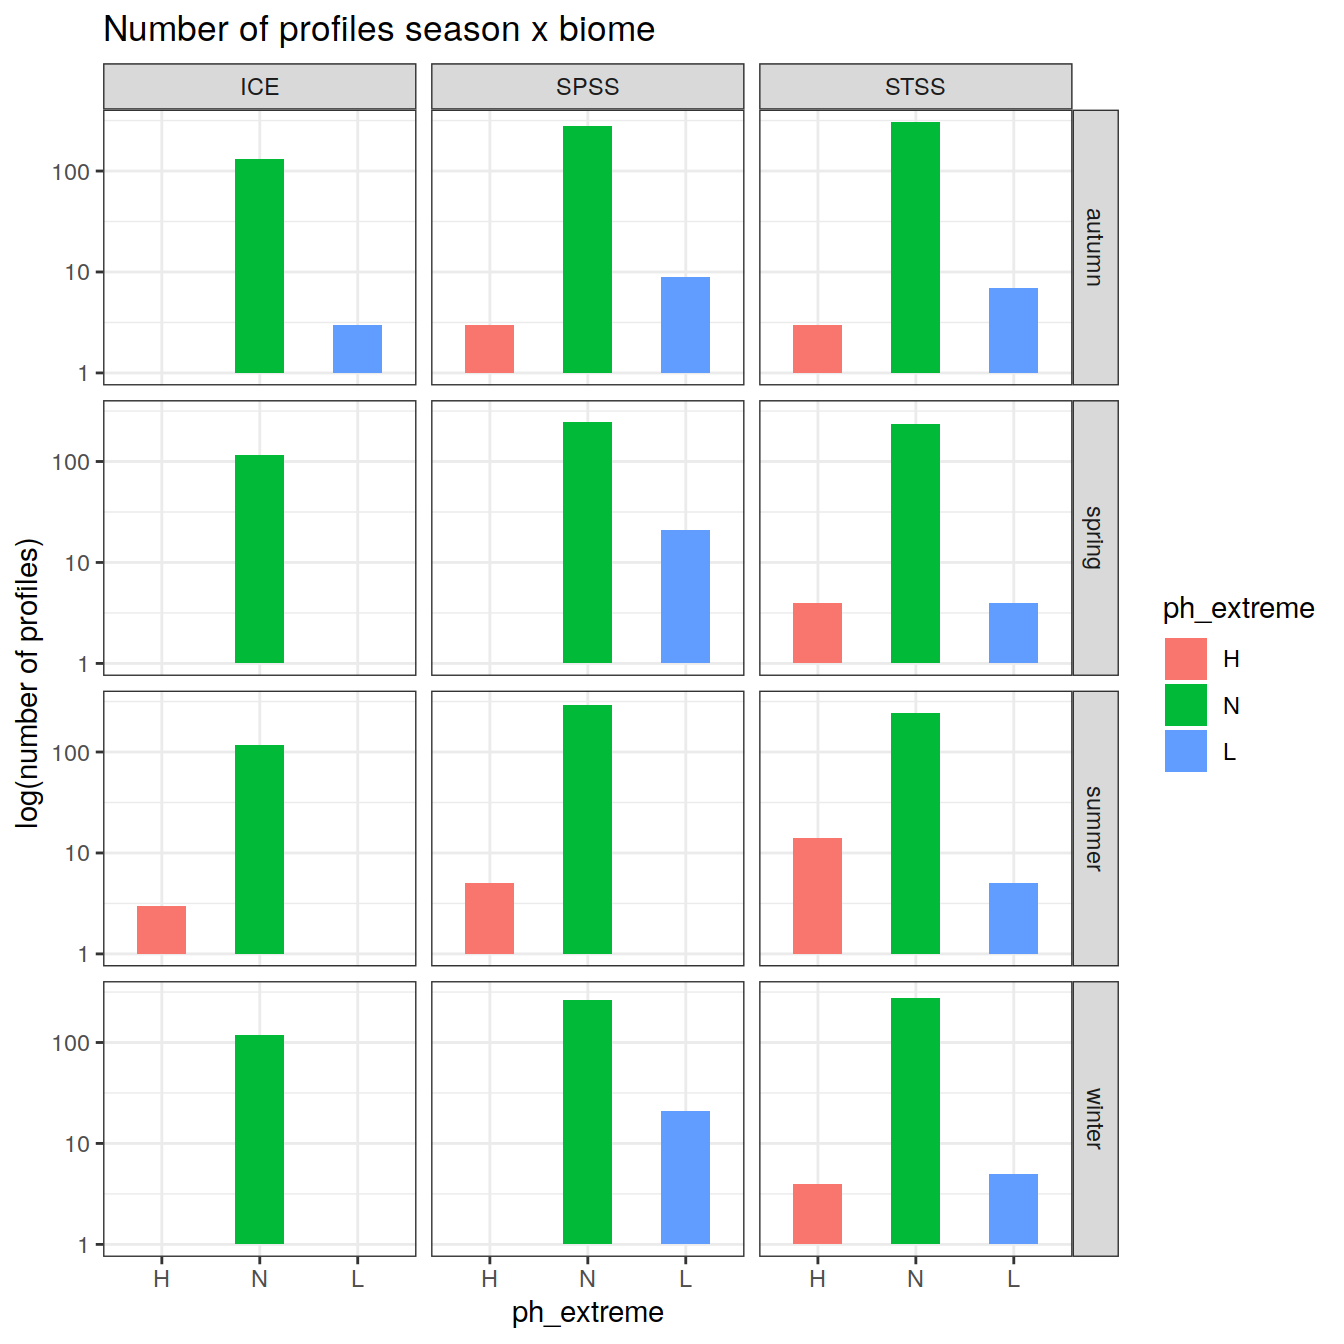 Number of profiles season x biome
ICE SPSS STSS
log(number of profiles)
100
10
1
autumn
100
10
1
spring
100
10
1
summer
100
10
1
winter
H N L H N L H N L
ph_extreme
ph_extreme
H
N
L